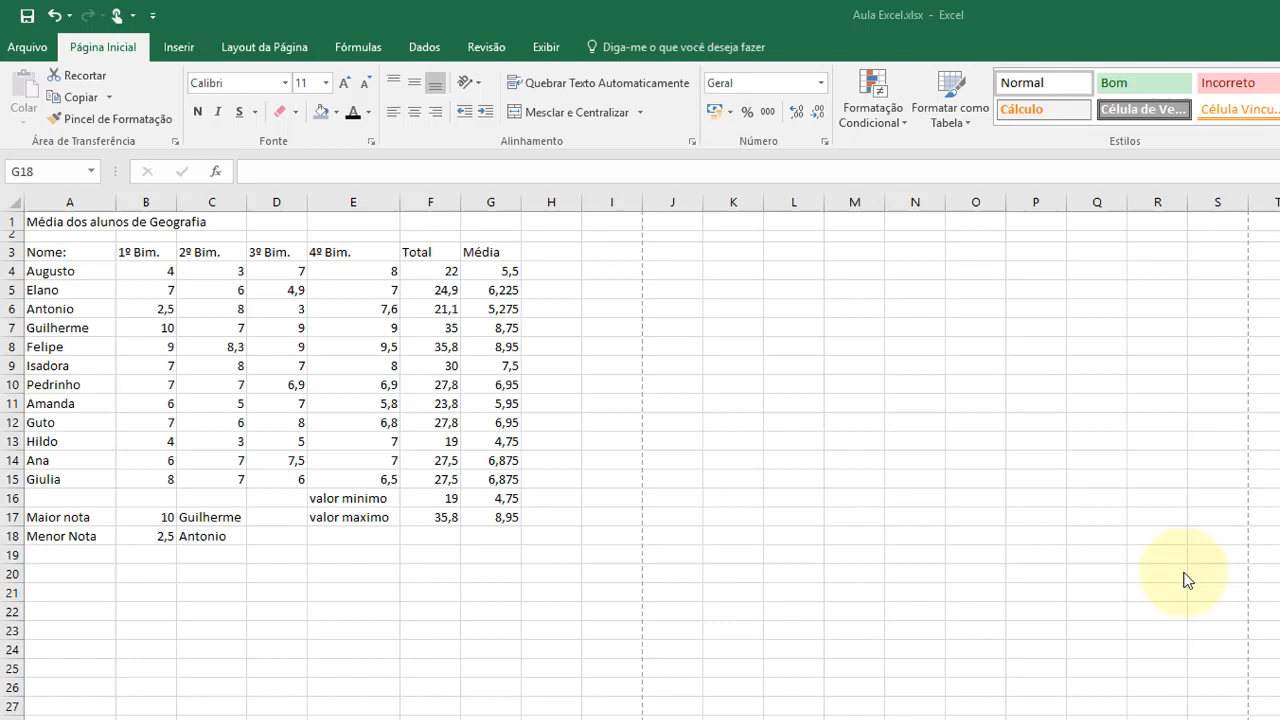 Aula Excel.xlsx - Excel
Arquivo Página Inicial Inserir Layout da Página Fórmulas Dados Revisão Exibir Diga-me o que você deseja fazer
Colar
Recortar
Copiar
Pincel de Formatação
Área de Transferência
Calibri 11
N I S A
Fonte
Quebrar Texto Automaticamente
Mesclar e Centralizar
Alinhamento
Geral
% 000
Número
Formatação Condicional
Formatar como Tabela
Normal Bom Incorreto
Cálculo Célula de Ve... Célula Vincu...
Estilos
G18 fx
A B C D E F G H I J K L M N O P Q R S T
1 Média dos alunos de Geografia
2
3 Nome: 1º Bim. 2º Bim. 3º Bim. 4º Bim. Total Média
4 Augusto 4 3 7 8 22 5,5
5 Elano 7 6 4,9 7 24,9 6,225
6 Antonio 2,5 8 3 7,6 21,1 5,275
7 Guilherme 10 7 9 9 35 8,75
8 Felipe 9 8,3 9 9,5 35,8 8,95
9 Isadora 7 8 7 8 30 7,5
10 Pedrinho 7 7 6,9 6,9 27,8 6,95
11 Amanda 6 5 7 5,8 23,8 5,95
12 Guto 7 6 8 6,8 27,8 6,95
13 Hildo 4 3 5 7 19 4,75
14 Ana 6 7 7,5 7 27,5 6,875
15 Giulia 8 7 6 6,5 27,5 6,875
16 valor minimo 19 4,75
17 Maior nota 10 Guilherme valor maximo 35,8 8,95
18 Menor Nota 2,5 Antonio
19
20
21
22
23
24
25
26
27